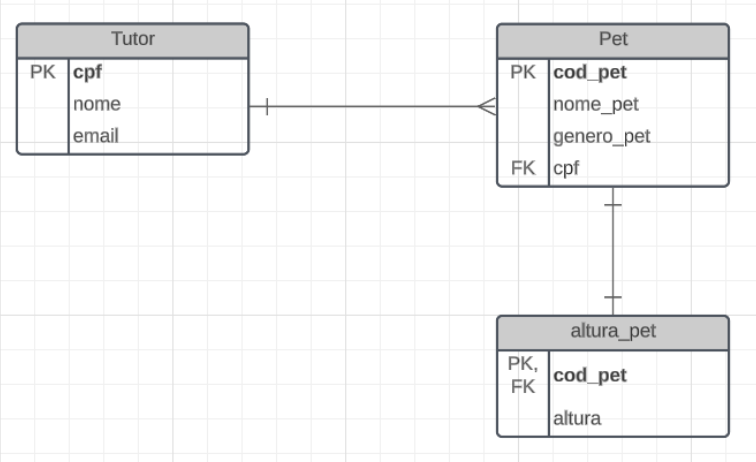 Tutor
PK cpf
nome
email
Pet
PK cod_pet
nome_pet
genero_pet
FK cpf
altura_pet
PK,
FK cod_pet
altura